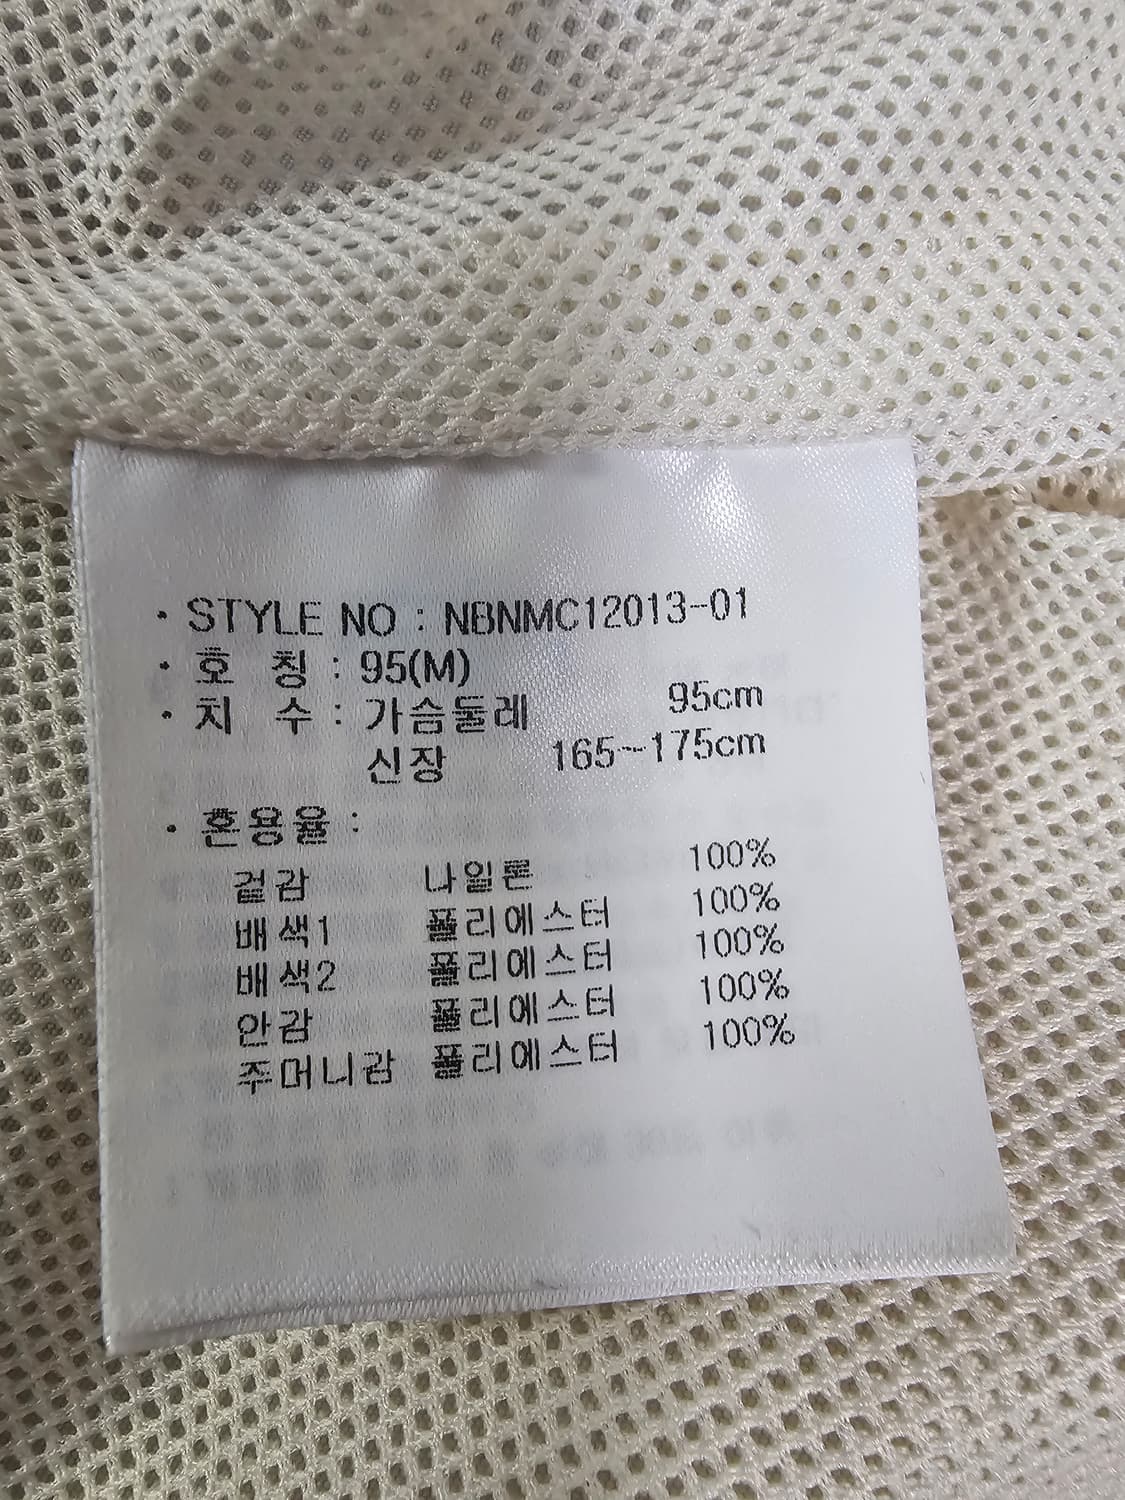 · STYLE NO : NBNMC12013-01
· 호 칭 : 95(M)
· 치 수 : 가슴둘레 95cm
신장 165~175cm
· 혼용율 :
겉감 나일론 100%
배색1 폴리에스터 100%
배색2 폴리에스터 100%
안감 폴리에스터 100%
주머니감 폴리에스터 100%